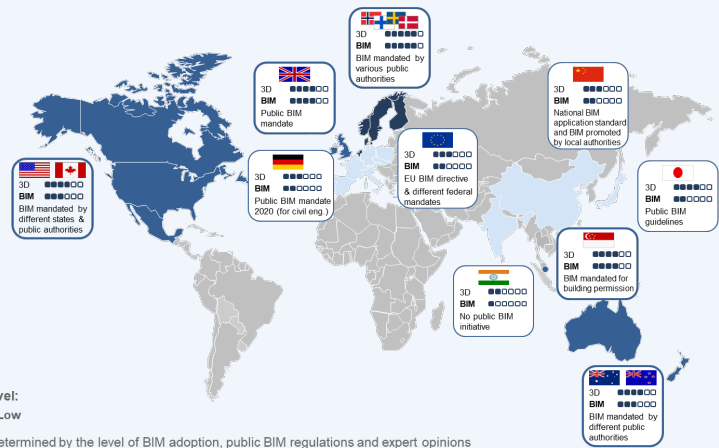 3D
BIM
BIM mandated by
various public
authorities
3D
BIM
Public BIM
mandate
3D
BIM
National BIM
application standard
and BIM promoted
by local authorities
3D
BIM
EU BIM directive
& different federal
mandates
3D
BIM
Public BIM mandate
2020 (for civil eng.)
3D
BIM
BIM mandated by
different states &
public authorities
3D
BIM
Public BIM
guidelines
3D
BIM
BIM mandated for
building permission
3D
BIM
No public BIM
initiative
3D
BIM
BIM mandated by
different public
authorities
vel:
Low
etermined by the level of BIM adoption, public BIM regulations and expert opinions